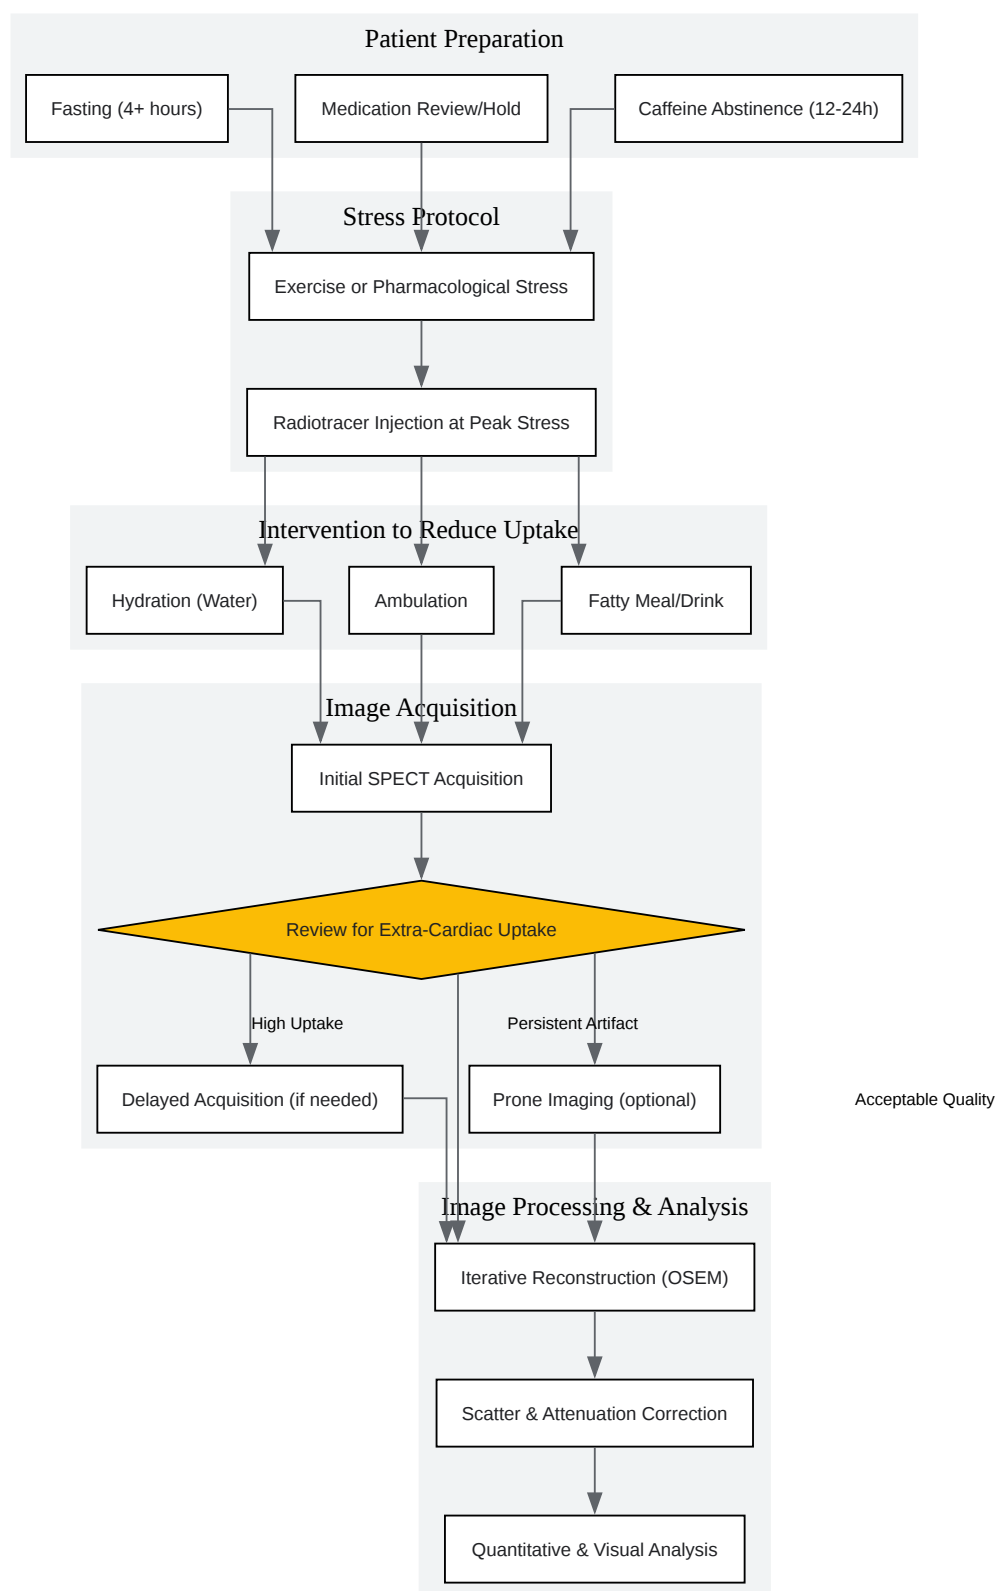 Patient Preparation
Fasting (4+ hours)
Medication Review/Hold
Caffeine Abstinence (12-24h)
Stress Protocol
Exercise or Pharmacological Stress
Radiotracer Injection at Peak Stress
Intervention to Reduce Uptake
Hydration (Water)
Ambulation
Fatty Meal/Drink
Image Acquisition
Initial SPECT Acquisition
Review for Extra-Cardiac Uptake
High Uptake
Persistent Artifact
Delayed Acquisition (if needed)
Prone Imaging (optional)
Acceptable Quality
Image Processing & Analysis
Iterative Reconstruction (OSEM)
Scatter & Attenuation Correction
Quantitative & Visual Analysis